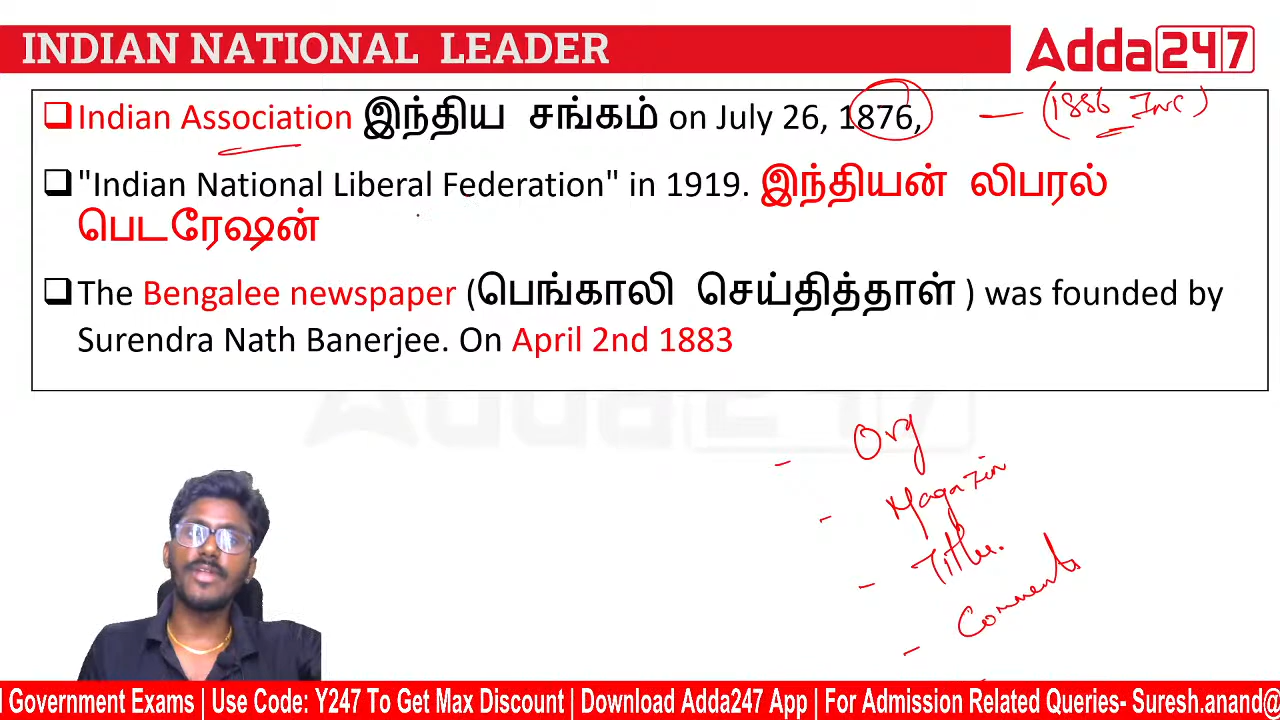 INDIAN NATIONAL LEADER
Adda247
Indian Association இந்திய சங்கம் on July 26, 1876, — (1886 INC)
"Indian National Liberal Federation" in 1919. இந்தியன் லிபரல்
பெடரேஷன்
The Bengalee newspaper (பெங்காலி செய்தித்தாள் ) was founded by
Surendra Nath Banerjee. On April 2nd 1883
Adda247
- Org
- Magazin
- Title.
- Comments
Government Exams | Use Code: Y247 To Get Max Discount | Download Adda247 App | For Admission Related Queries- Suresh.anand@